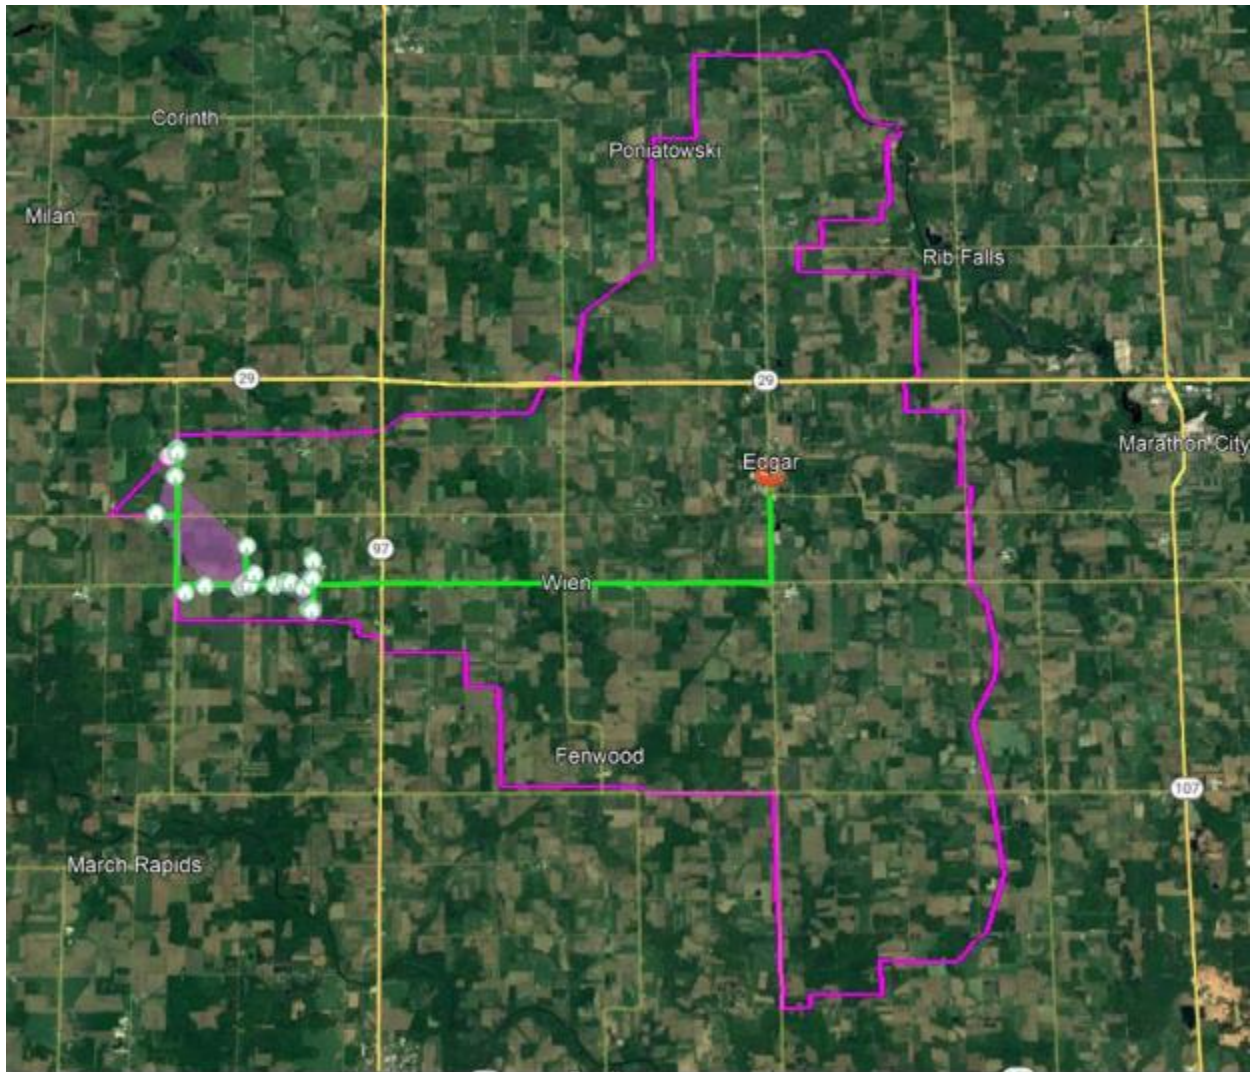 Corinth
Poniatowski
Milan
Rib Falls
29
29
Marathon City
Edgar
97
Wien
Fenwood
107
March Rapids